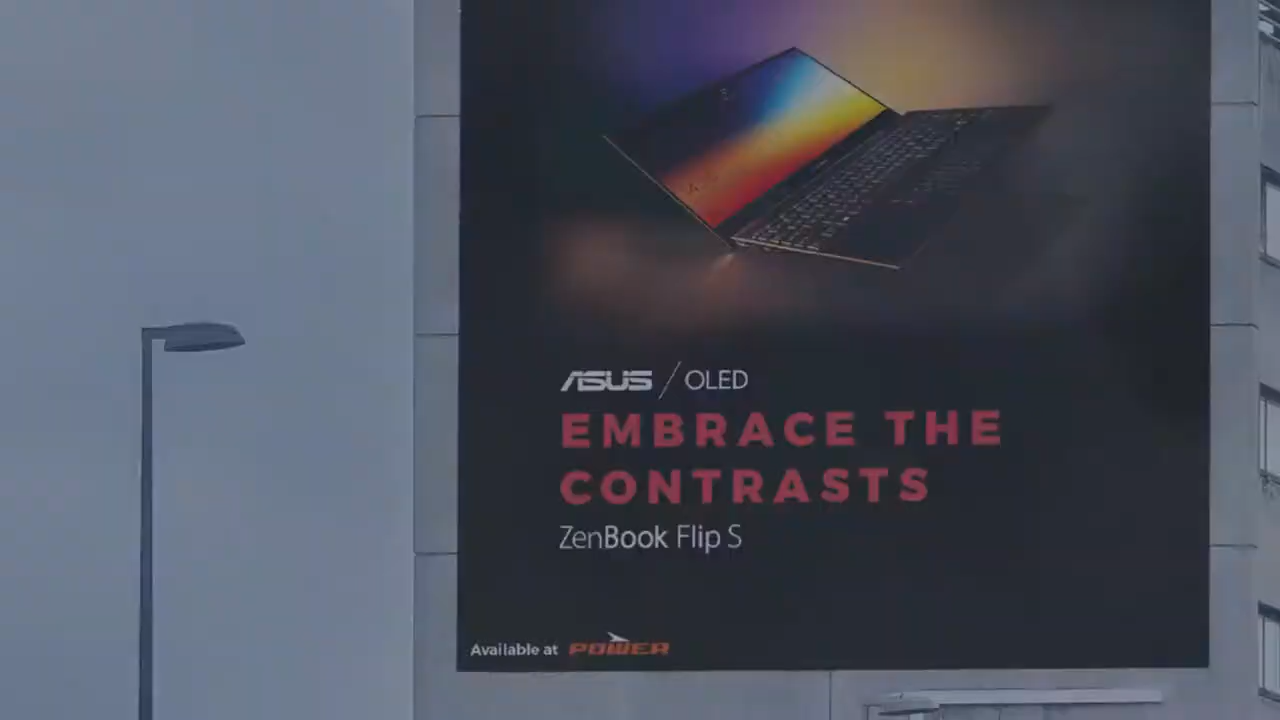 ASUS / OLED
EMBRACE THE
CONTRASTS
ZenBook Flip S
Available at POWER